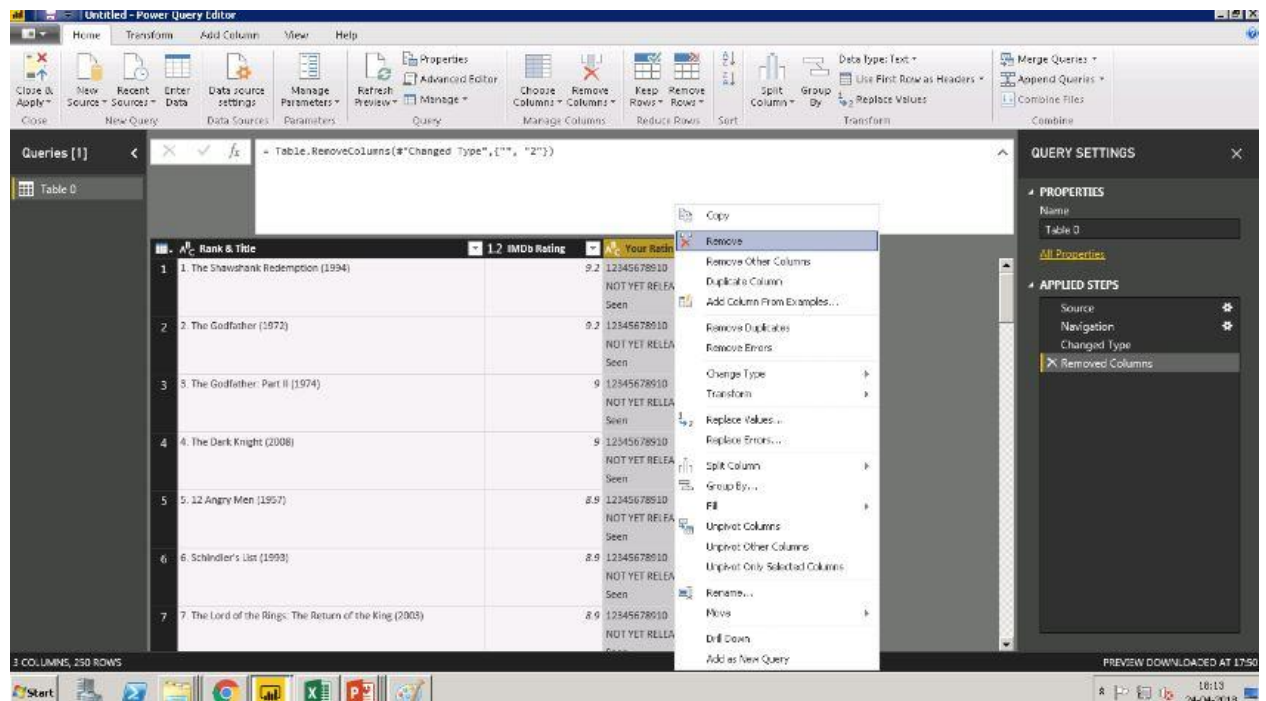 Untitled - Power Query Editor
Home Transform Add Column View Help
Close & Apply
New Source
Recent Sources
Enter Data
Data source settings
Manage Parameters
Refresh Preview
Properties
Advanced Editor
Manage
Choose Columns
Remove Columns
Keep Rows
Remove Rows
Split Column
Group By
Data Type: Text
Use First Row as Headers
Replace Values
Merge Queries
Append Queries
Combine Files
Close New Query Data Sources Parameters Query Manage Columns Reduce Rows Sort Transform Combine
Queries [1]
Table 0
fx = Table.RemoveColumns(#"Changed Type",{"", "2"})
Rank & Title 1.2 IMDb Rating Your Ratin
1 1. The Shawshank Redemption (1994) 9.2 12345678910
NOT YET RELEA
Seen
2 2. The Godfather (1972) 9.2 12345678910
NOT YET RELEA
Seen
3 3. The Godfather: Part II (1974) 9 12345678910
NOT YET RELEA
Seen
4 4. The Dark Knight (2008) 9 12345678910
NOT YET RELEA
Seen
5 5. 12 Angry Men (1957) 8.9 12345678910
NOT YET RELEA
Seen
6 6. Schindler's List (1993) 8.9 12345678910
NOT YET RELEA
Seen
7 7. The Lord of the Rings: The Return of the King (2003) 8.9 12345678910
NOT YET RELEA
Copy
Remove
Remove Other Columns
Duplicate Column
Add Column From Examples...
Remove Duplicates
Remove Errors
Change Type
Transform
Replace Values...
Replace Errors...
Split Column
Group By...
Fill
Unpivot Columns
Unpivot Other Columns
Unpivot Only Selected Columns
Rename...
Move
Drill Down
Add as New Query
QUERY SETTINGS
PROPERTIES
Name
Table 0
All Properties
APPLIED STEPS
Source
Navigation
Changed Type
Removed Columns
3 COLUMNS, 250 ROWS
PREVIEW DOWNLOADED AT 17:50
Start
18:13
24-04-2018